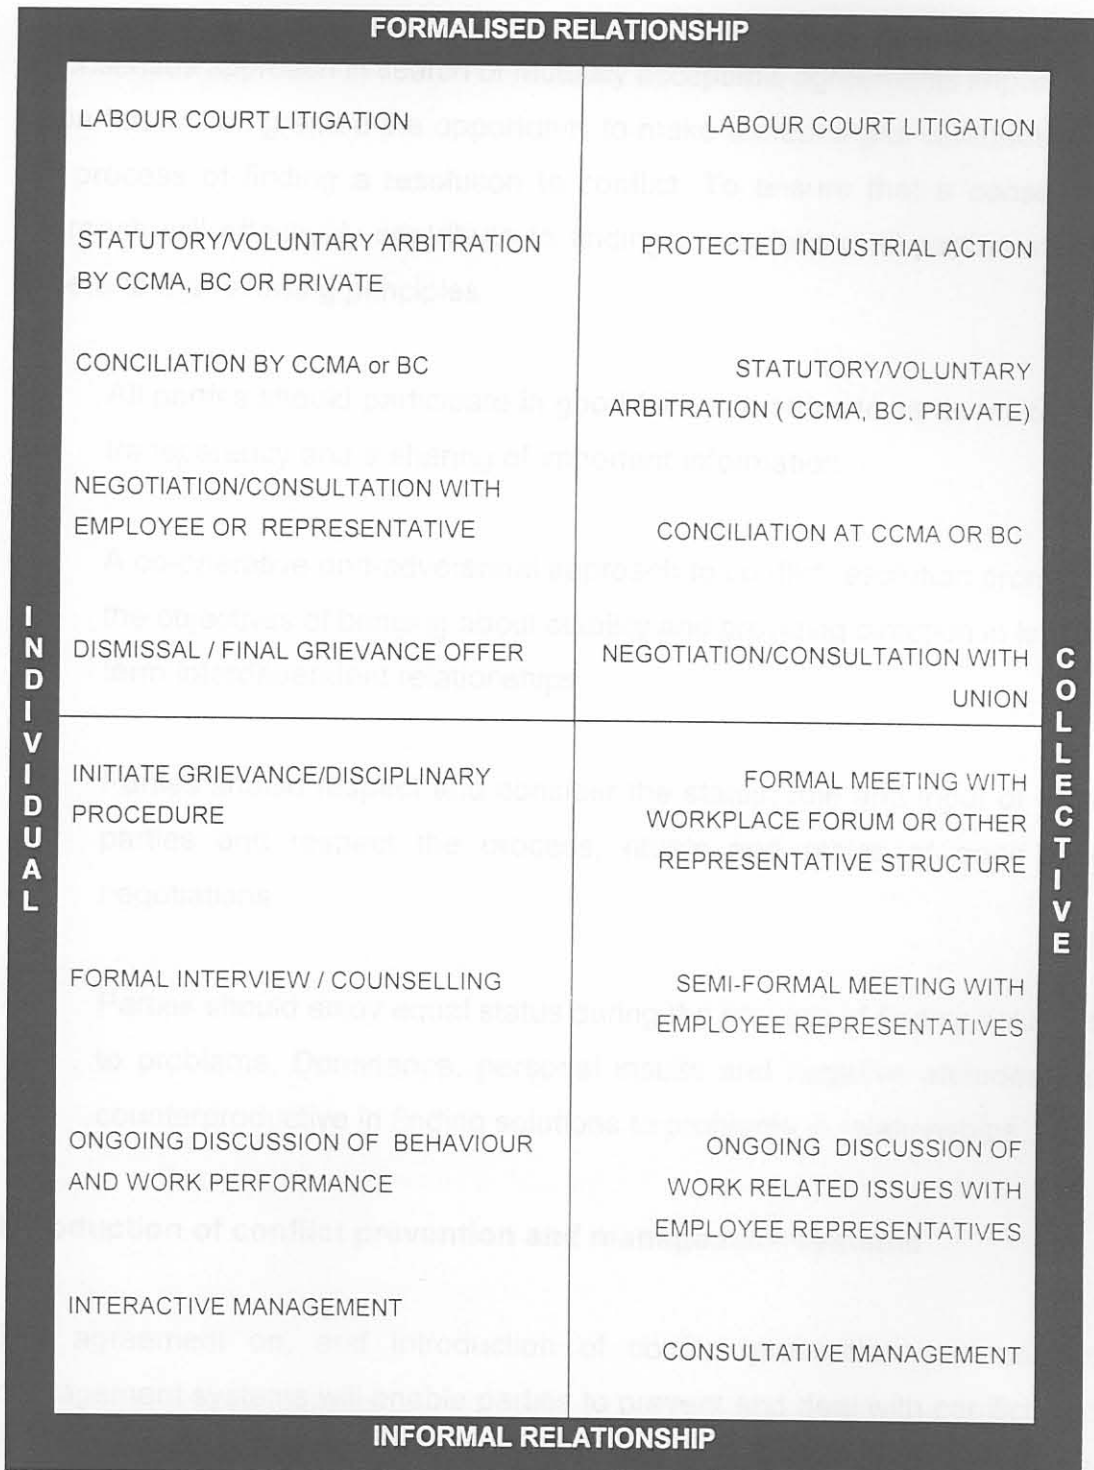 FORMALISED RELATIONSHIP
LABOUR COURT LITIGATION
STATUTORY/VOLUNTARY ARBITRATION
BY CCMA, BC OR PRIVATE
CONCILIATION BY CCMA or BC
NEGOTIATION/CONSULTATION WITH
EMPLOYEE OR REPRESENTATIVE
DISMISSAL / FINAL GRIEVANCE OFFER
LABOUR COURT LITIGATION
PROTECTED INDUSTRIAL ACTION
STATUTORY/VOLUNTARY
ARBITRATION ( CCMA, BC, PRIVATE)
CONCILIATION AT CCMA OR BC
NEGOTIATION/CONSULTATION WITH
UNION
INDIVIDUAL
COLLECTIVE
INITIATE GRIEVANCE/DISCIPLINARY
PROCEDURE
FORMAL INTERVIEW / COUNSELLING
ONGOING DISCUSSION OF BEHAVIOUR
AND WORK PERFORMANCE
INTERACTIVE MANAGEMENT
FORMAL MEETING WITH
WORKPLACE FORUM OR OTHER
REPRESENTATIVE STRUCTURE
SEMI-FORMAL MEETING WITH
EMPLOYEE REPRESENTATIVES
ONGOING DISCUSSION OF
WORK RELATED ISSUES WITH
EMPLOYEE REPRESENTATIVES
CONSULTATIVE MANAGEMENT
INFORMAL RELATIONSHIP